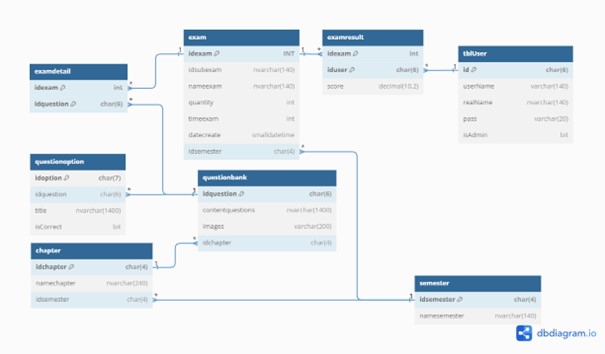 exam
idexam INT
idsubexam nvarchar(140)
nameexam nvarchar(140)
quantity int
timeexam int
datecreate smalldatetime
idsemester char(4)
examresult
idexam int
iduser char(6)
score decimal(10,2)
tblUser
id char(6)
userName varchar(140)
realName nvarchar(140)
pass varchar(20)
isAdmin bit
examdetail
idexam int
idquestion char(6)
questionoption
idoption char(7)
idquestion char(6)
title nvarchar(1400)
isCorrect bit
questionbank
idquestion char(6)
contentquestions nvarchar(1400)
images varchar(200)
idchapter char(4)
chapter
idchapter char(4)
namechapter nvarchar(240)
idsemester char(4)
semester
idsemester char(4)
namesemester nvarchar(140)
dbdiagram.io